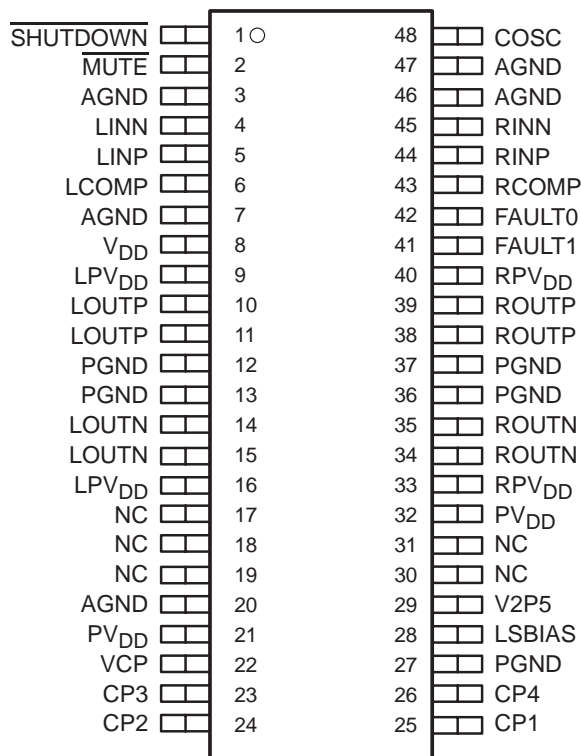 SHUTDOWN 1 48 COSC
MUTE 2 47 AGND
AGND 3 46 AGND
LINN 4 45 RINN
LINP 5 44 RINP
LCOMP 6 43 RCOMP
AGND 7 42 FAULT0
VDD 8 41 FAULT1
LPVDD 9 40 RPVDD
LOUTP 10 39 ROUTP
LOUTP 11 38 ROUTP
PGND 12 37 PGND
PGND 13 36 PGND
LOUTN 14 35 ROUTN
LOUTN 15 34 ROUTN
LPVDD 16 33 RPVDD
NC 17 32 PVDD
NC 18 31 NC
NC 19 30 NC
AGND 20 29 V2P5
PVDD 21 28 LSBIAS
VCP 22 27 PGND
CP3 23 26 CP4
CP2 24 25 CP1